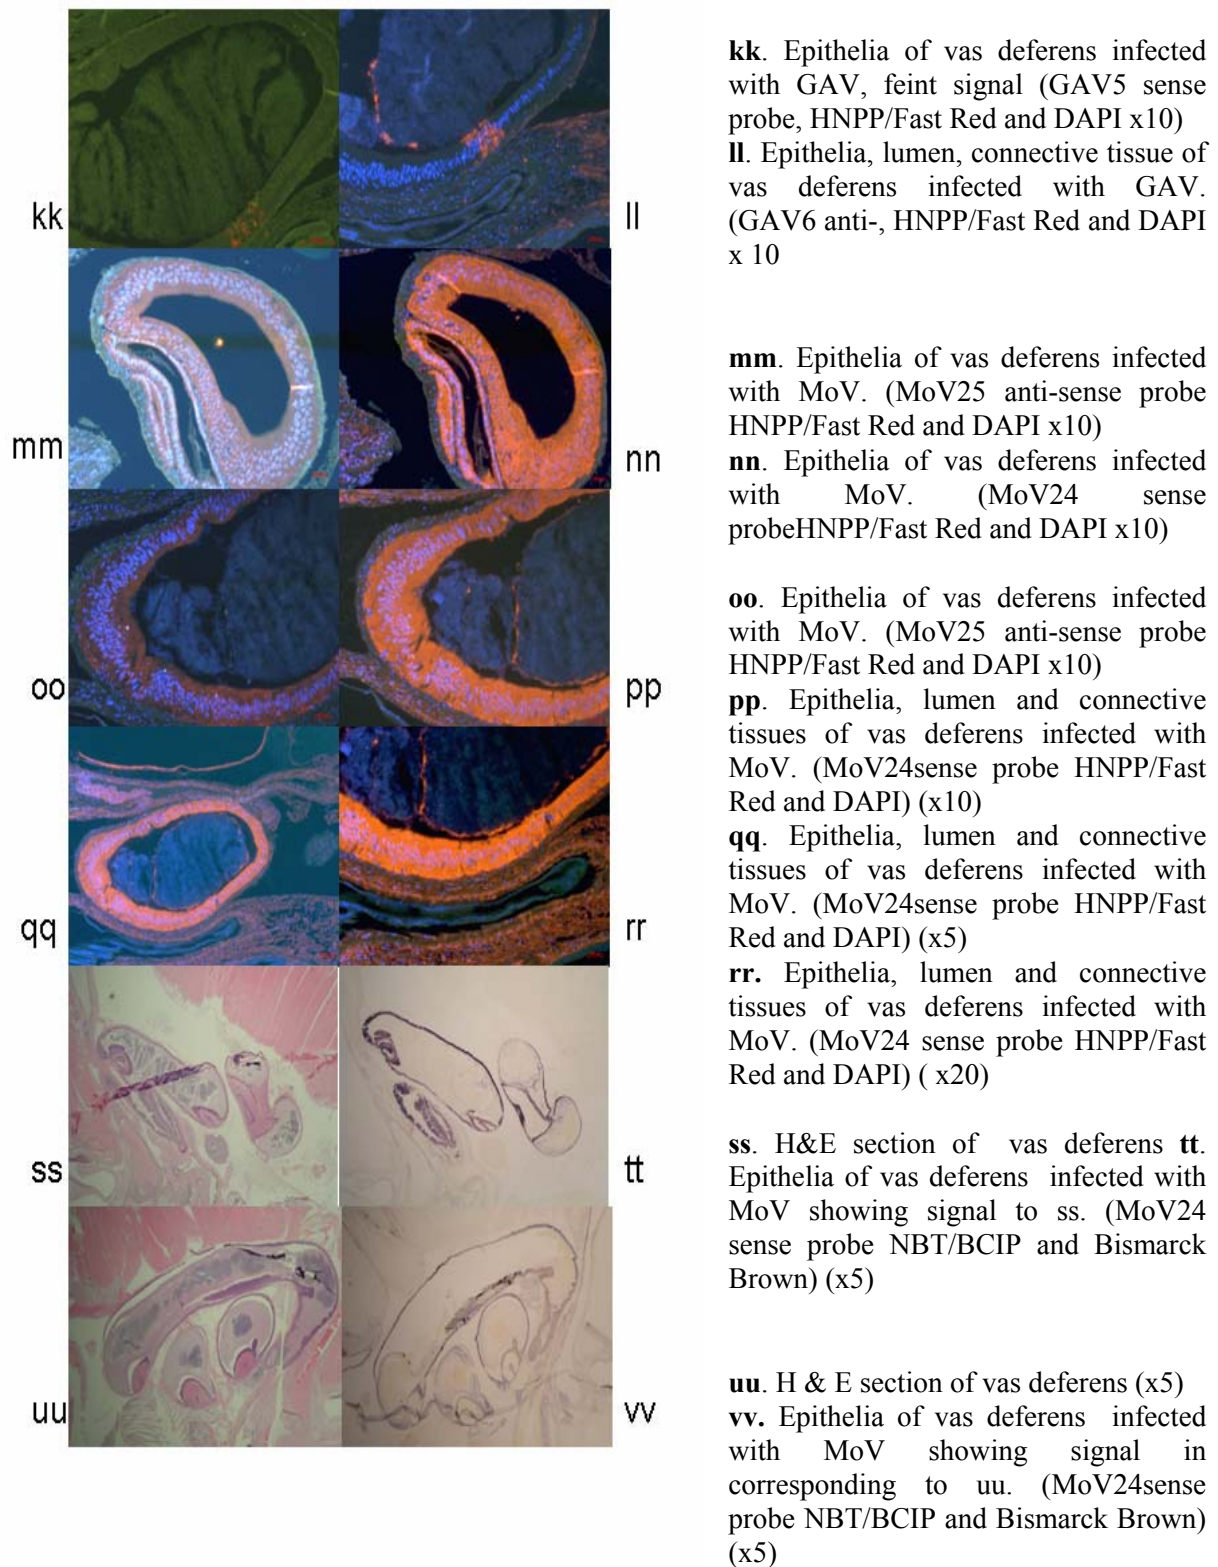 kk
ll
mm
nn
oo
pp
qq
rr
ss
tt
uu
vv
kk. Epithelia of vas deferens infected
with GAV, feint signal (GAV5 sense
probe, HNPP/Fast Red and DAPI x10)
ll. Epithelia, lumen, connective tissue of
vas deferens infected with GAV.
(GAV6 anti-, HNPP/Fast Red and DAPI
x 10
mm. Epithelia of vas deferens infected
with MoV. (MoV25 anti-sense probe
HNPP/Fast Red and DAPI x10)
nn. Epithelia of vas deferens infected
with MoV. (MoV24 sense
probeHNPP/Fast Red and DAPI x10)
oo. Epithelia of vas deferens infected
with MoV. (MoV25 anti-sense probe
HNPP/Fast Red and DAPI x10)
pp. Epithelia, lumen and connective
tissues of vas deferens infected with
MoV. (MoV24sense probe HNPP/Fast
Red and DAPI) (x10)
qq. Epithelia, lumen and connective
tissues of vas deferens infected with
MoV. (MoV24sense probe HNPP/Fast
Red and DAPI) (x5)
rr. Epithelia, lumen and connective
tissues of vas deferens infected with
MoV. (MoV24 sense probe HNPP/Fast
Red and DAPI) ( x20)
ss. H&E section of vas deferens tt.
Epithelia of vas deferens infected with
MoV showing signal to ss. (MoV24
sense probe NBT/BCIP and Bismarck
Brown) (x5)
uu. H & E section of vas deferens (x5)
vv. Epithelia of vas deferens infected
with MoV showing signal in
corresponding to uu. (MoV24sense
probe NBT/BCIP and Bismarck Brown)
(x5)